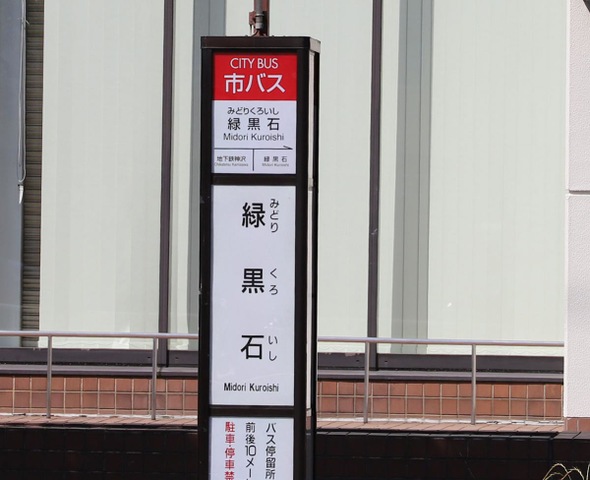 CITY BUS
市バス
みどりくろいし
緑黒石
Midori Kuroishi
地下鉄神沢
緑黒石
緑 みどり
黒 くろ
石 いし
Midori Kuroishi
バス停留所
前後10メー
駐車・停車禁